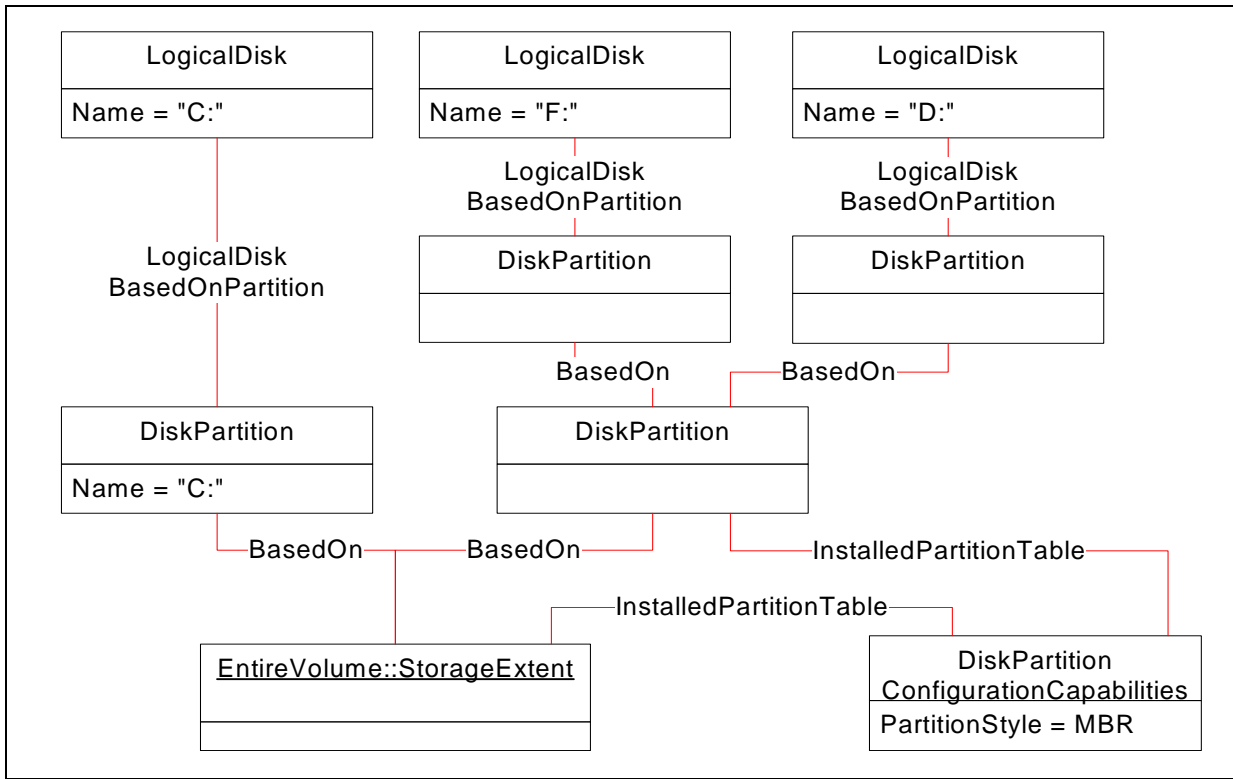 LogicalDisk
Name = "C:"
LogicalDisk
Name = "F:"
LogicalDisk
Name = "D:"
LogicalDisk
BasedOnPartition
LogicalDisk
BasedOnPartition
LogicalDisk
BasedOnPartition
DiskPartition
DiskPartition
BasedOn
BasedOn
DiskPartition
Name = "C:"
DiskPartition
BasedOn
BasedOn
InstalledPartitionTable
InstalledPartitionTable
EntireVolume::StorageExtent
DiskPartition
ConfigurationCapabilities
PartitionStyle = MBR